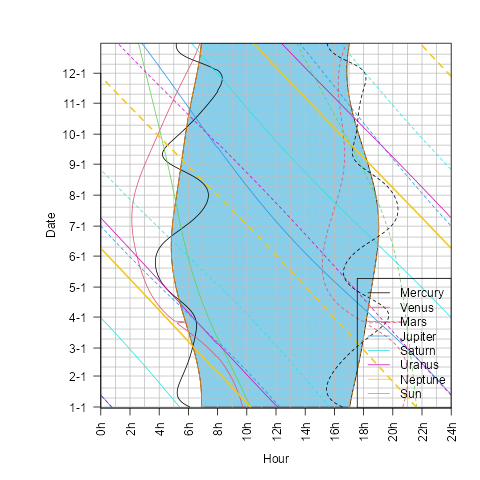 Date
12-1
11-1
10-1
9-1
8-1
7-1
6-1
5-1
4-1
3-1
2-1
1-1
Mercury
Venus
Mars
Jupiter
Saturn
Uranus
Neptune
Sun
0h 2h 4h 6h 8h 10h 12h 14h 16h 18h 20h 22h 24h
Hour